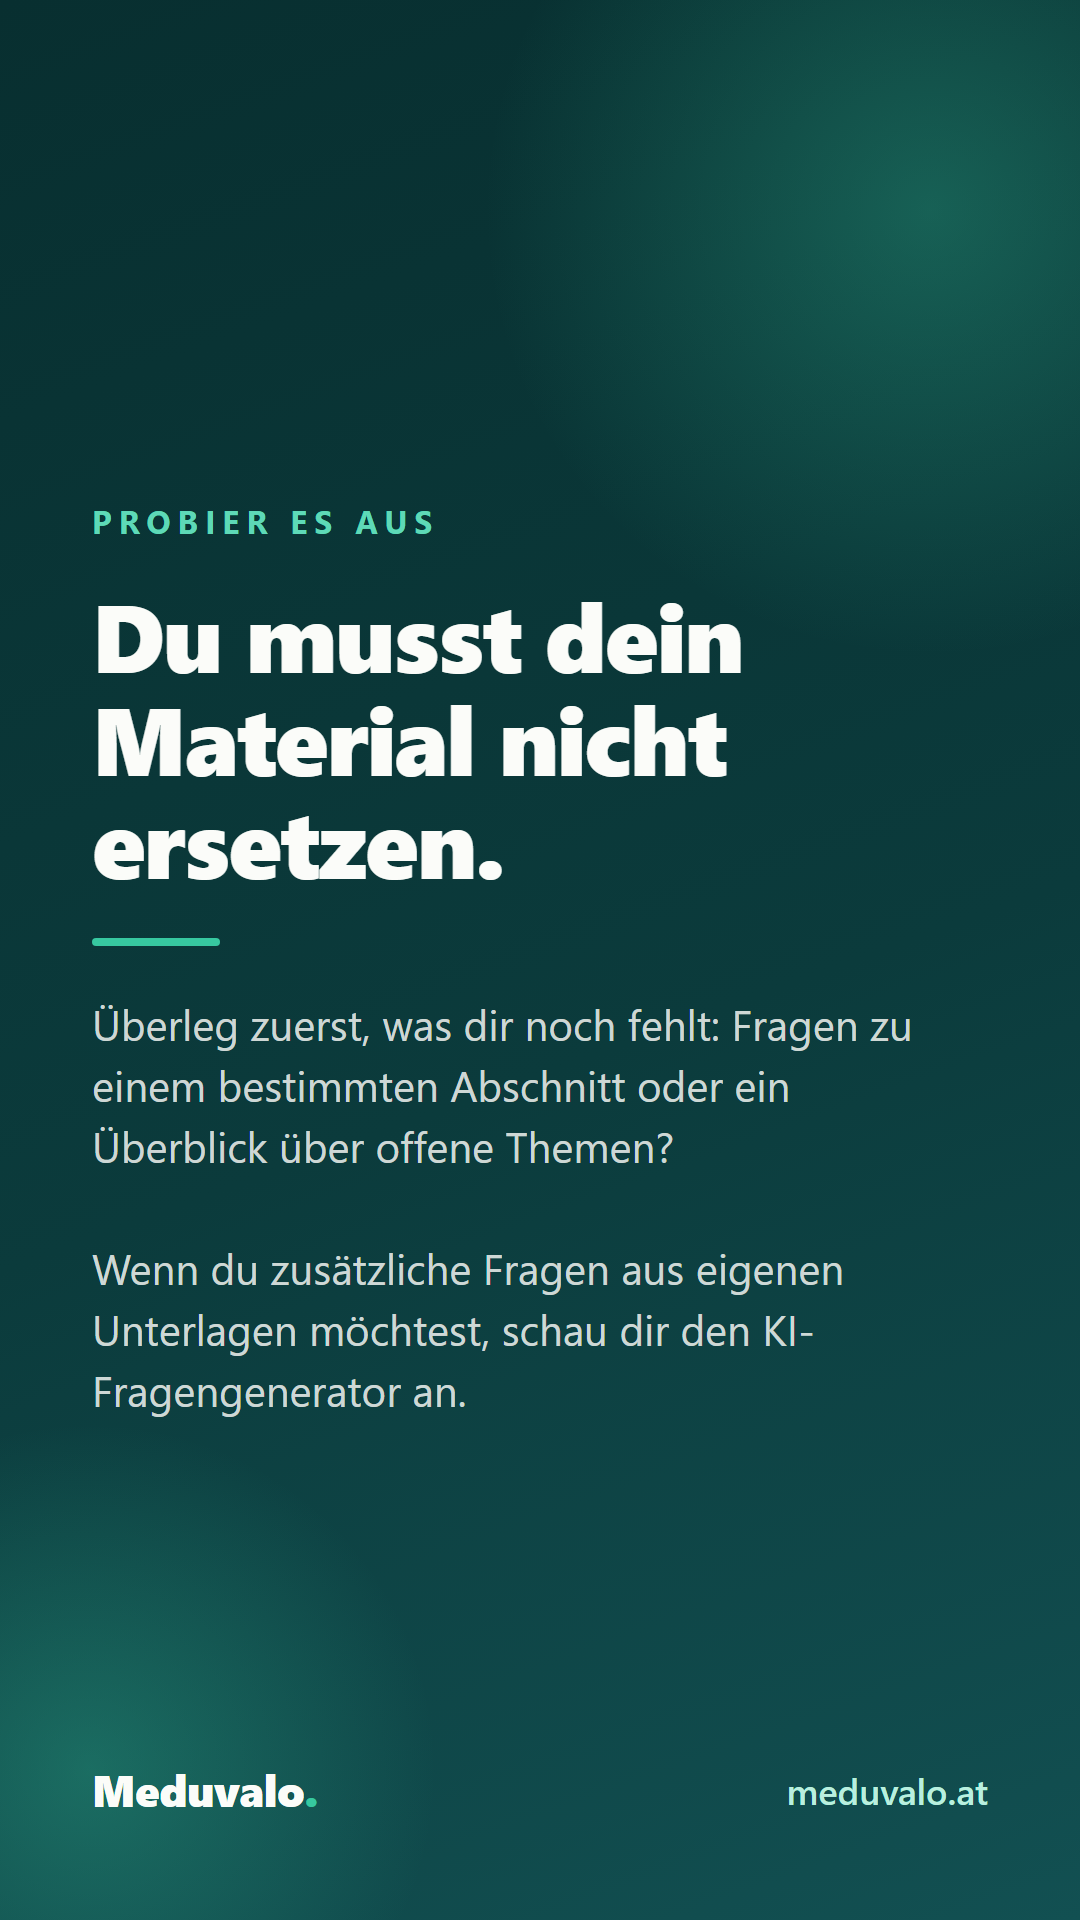 PROBIER ES AUS
Du musst dein
Material nicht
ersetzen.
Überleg zuerst, was dir noch fehlt: Fragen zu
einem bestimmten Abschnitt oder ein
Überblick über offene Themen?
Wenn du zusätzliche Fragen aus eigenen
Unterlagen möchtest, schau dir den KI-
Fragengenerator an.
Meduvalo.
meduvalo.at